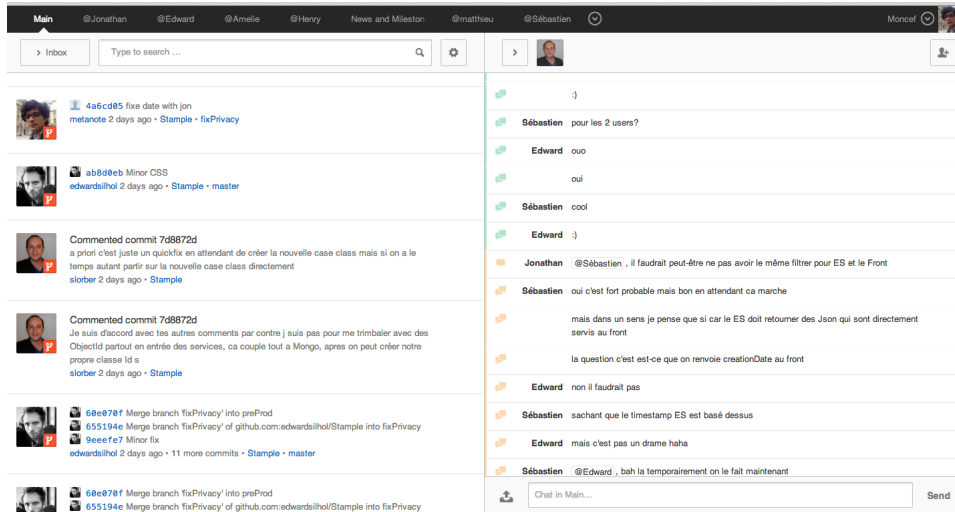 Main @Jonathan @Edward @Amelie @Henry News and Mileston @matthieu @Sébastien Moncef
> Inbox
Type to search ...
4a6cd05 fixe date with jon
metanote 2 days ago • Stample • fixPrivacy
ab8d0eb Minor CSS
edwardsilhol 2 days ago • Stample • master
Commented commit 7d8872d
a priori c'est juste un quickfix en attendant de créer la nouvelle case class mais si on a le
temps autant partir sur la nouvelle case class directement
slorber 2 days ago • Stample
Commented commit 7d8872d
Je suis d'accord avec tes autres comments par contre j suis pas pour me trimbaler avec des
ObjectId partout en entrée des services, ca couple tout a Mongo, apres on peut créer notre
propre classe Id s
slorber 2 days ago • Stample
60e070f Merge branch 'fixPrivacy' into preProd
655194e Merge branch 'fixPrivacy' of github.com:edwardsilhol/Stample into fixPrivacy
9eeefe7 Minor fix
edwardsilhol 2 days ago • 11 more commits • Stample • master
60e070f Merge branch 'fixPrivacy' into preProd
655194e Merge branch 'fixPrivacy' of github.com:edwardsilhol/Stample into fixPrivacy
:)
Sébastien pour les 2 users?
Edward ouo
oui
Sébastien cool
Edward :)
Jonathan @Sébastien , il faudrait peut-être ne pas avoir le même filtrer pour ES et le Front
Sébastien oui c'est fort probable mais bon en attendant ca marche
mais dans un sens je pense que si car le ES doit retourner des Json qui sont directement
servis au front
la question c'est est-ce que on renvoie creationDate au front
Edward non il faudrait pas
Sébastien sachant que le timestamp ES est basé dessus
Edward mais c'est pas un drame haha
Sébastien @Edward , bah la temporairement on le fait maintenant
Chat in Main...
Send